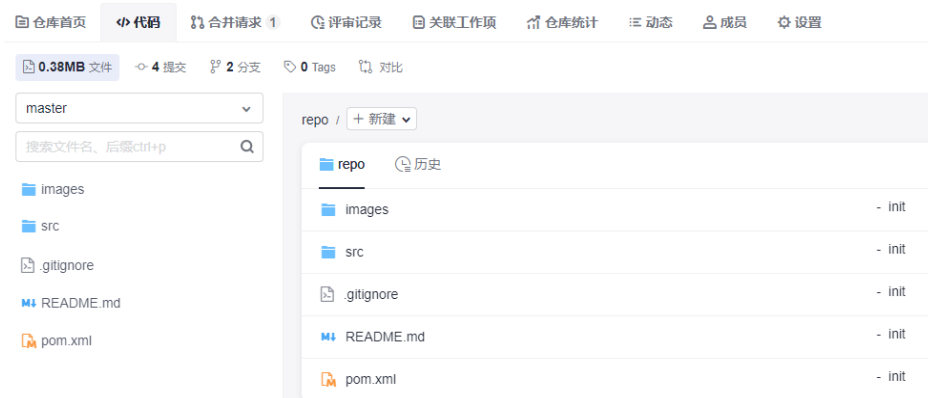 仓库首页 代码 合并请求 1 评审记录 关联工作项 仓库统计 动态 成员 设置
0.38MB 文件 4 提交 2 分支 0 Tags 对比
master
repo / + 新建
搜索文件名、后缀ctrl+p
repo 历史
images
src
.gitignore
README.md
pom.xml
images - init
src - init
.gitignore - init
README.md - init
pom.xml - init